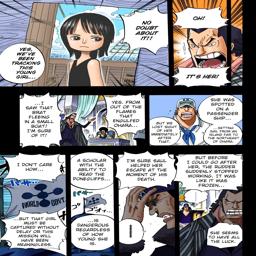 OH!
IT'S HER!
NO DOUBT
ABOUT
IT!!
YES,
WE'VE BEEN
TRACKING
THIS
YOUNG
GIRL...
SHE WAS
SPOTTED
ON A
PASSENGER
SHIP...
BUT WE
LOST SIGHT
OF HER
IMMEDIATELY
AFTER
THAT.
YES. FROM
OUT OF THE
FLAMES
THAT
ENGULFED
OHARA...
I
SAW THAT
WHAT
FLEEING
IN A SMALL
BOAT!
I'M SURE
OF IT!
BUT BEFORE
I COULD GO AFTER
HER, THE
RUDDER
SUDDENLY
STOPPED
WORKING.
IT WAS LIKE
IT WAS
FROZEN...
SHE SEEMS
TO HAVE ALL
THE LUCK.
I'M SURE SAUL
HELPED HER
ESCAPE AT THE
MOMENT OF
HIS DEATH.
A SCHOLAR
WITH THE
ABILITY TO
READ THE
PONEGLIFFS...
...IS
DANGEROUS
REGARDLESS
OF HOW
YOUNG SHE
IS.
I DON'T CARE
HOW...
...BUT THAT GIRL
MUST BE
CAPTURED WITHOUT
DELAY OR THIS
MISSION WILL
HAVE BEEN
MEANINGLESS.